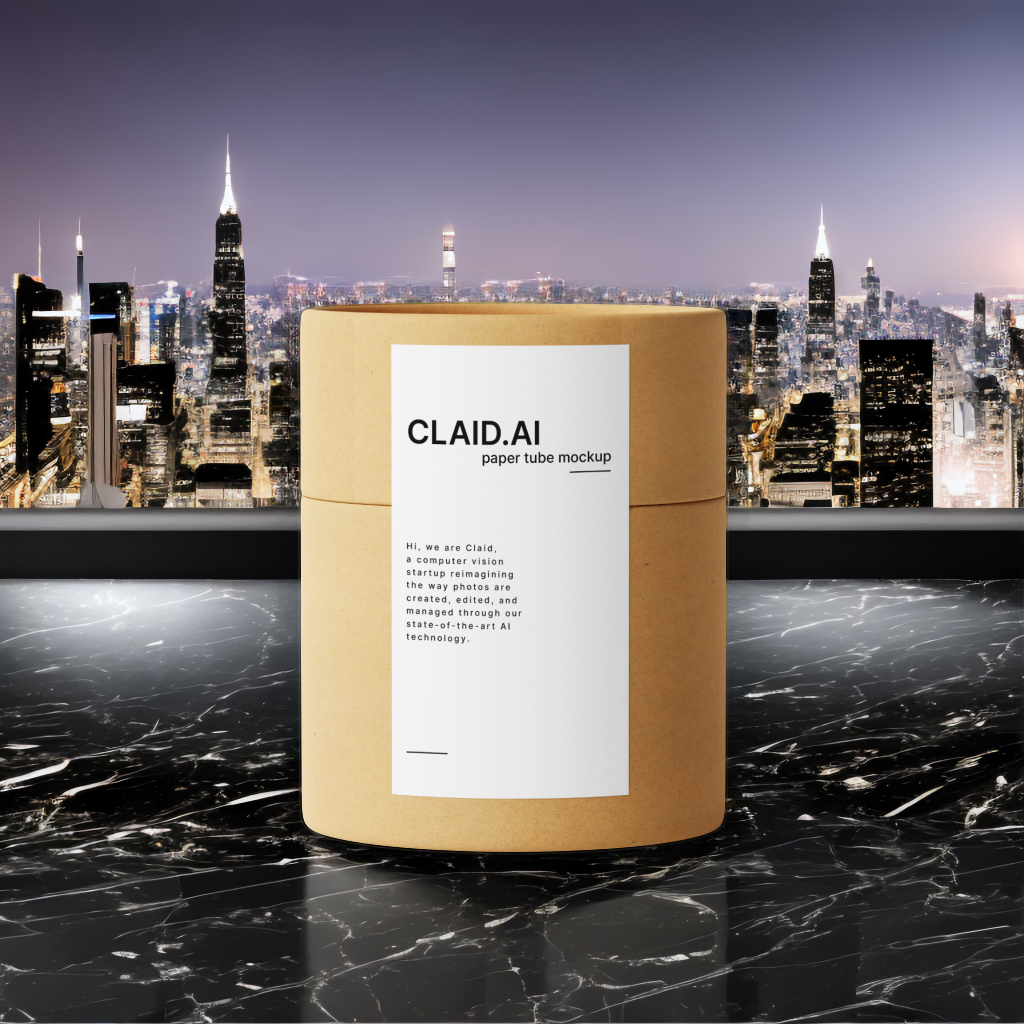 CLAID.AI
paper tube mockup
Hi, we are Claid,
a computer vision
startup reimagining
the way photos are
created, edited, and
managed through our
state-of-the-art AI
technology.